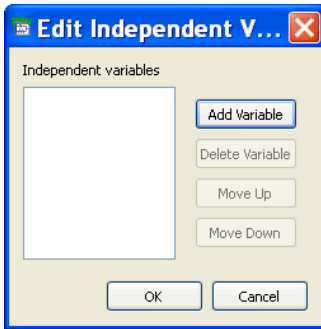 Edit Independent V...
Independent variables
Add Variable
Delete Variable
Move Up
Move Down
OK
Cancel